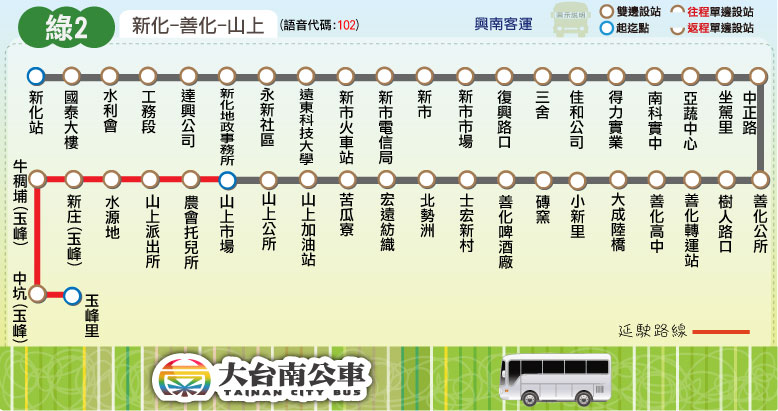 綠2
新化-善化-山上
(語音代碼:102)
興南客運
雙邊設站
往程單邊設站
起迄點
返程單邊設站
新化站
國泰大樓
水利會
工務段
達興公司
新化地政事務所
永新社區
遠東科技大學
新市火車站
新市電信局
新市
新市市場
復興路口
三舍
佳和公司
得力實業
南科實中
亞蔬中心
坐駕里
中正路
牛稠埔(玉峰)
新庄(玉峰)
水源地
山上派出所
農會托兒所
山上市場
山上公所
山上加油站
苦瓜寮
宏遠紡織
北勢洲
士宏新村
善化啤酒廠
磚窯
小新里
大成陸橋
善化高中
善化轉運站
樹人路口
善化公所
中坑(玉峰)
玉峰里
延駛路線
大台南公車
TAINAN CITY BUS